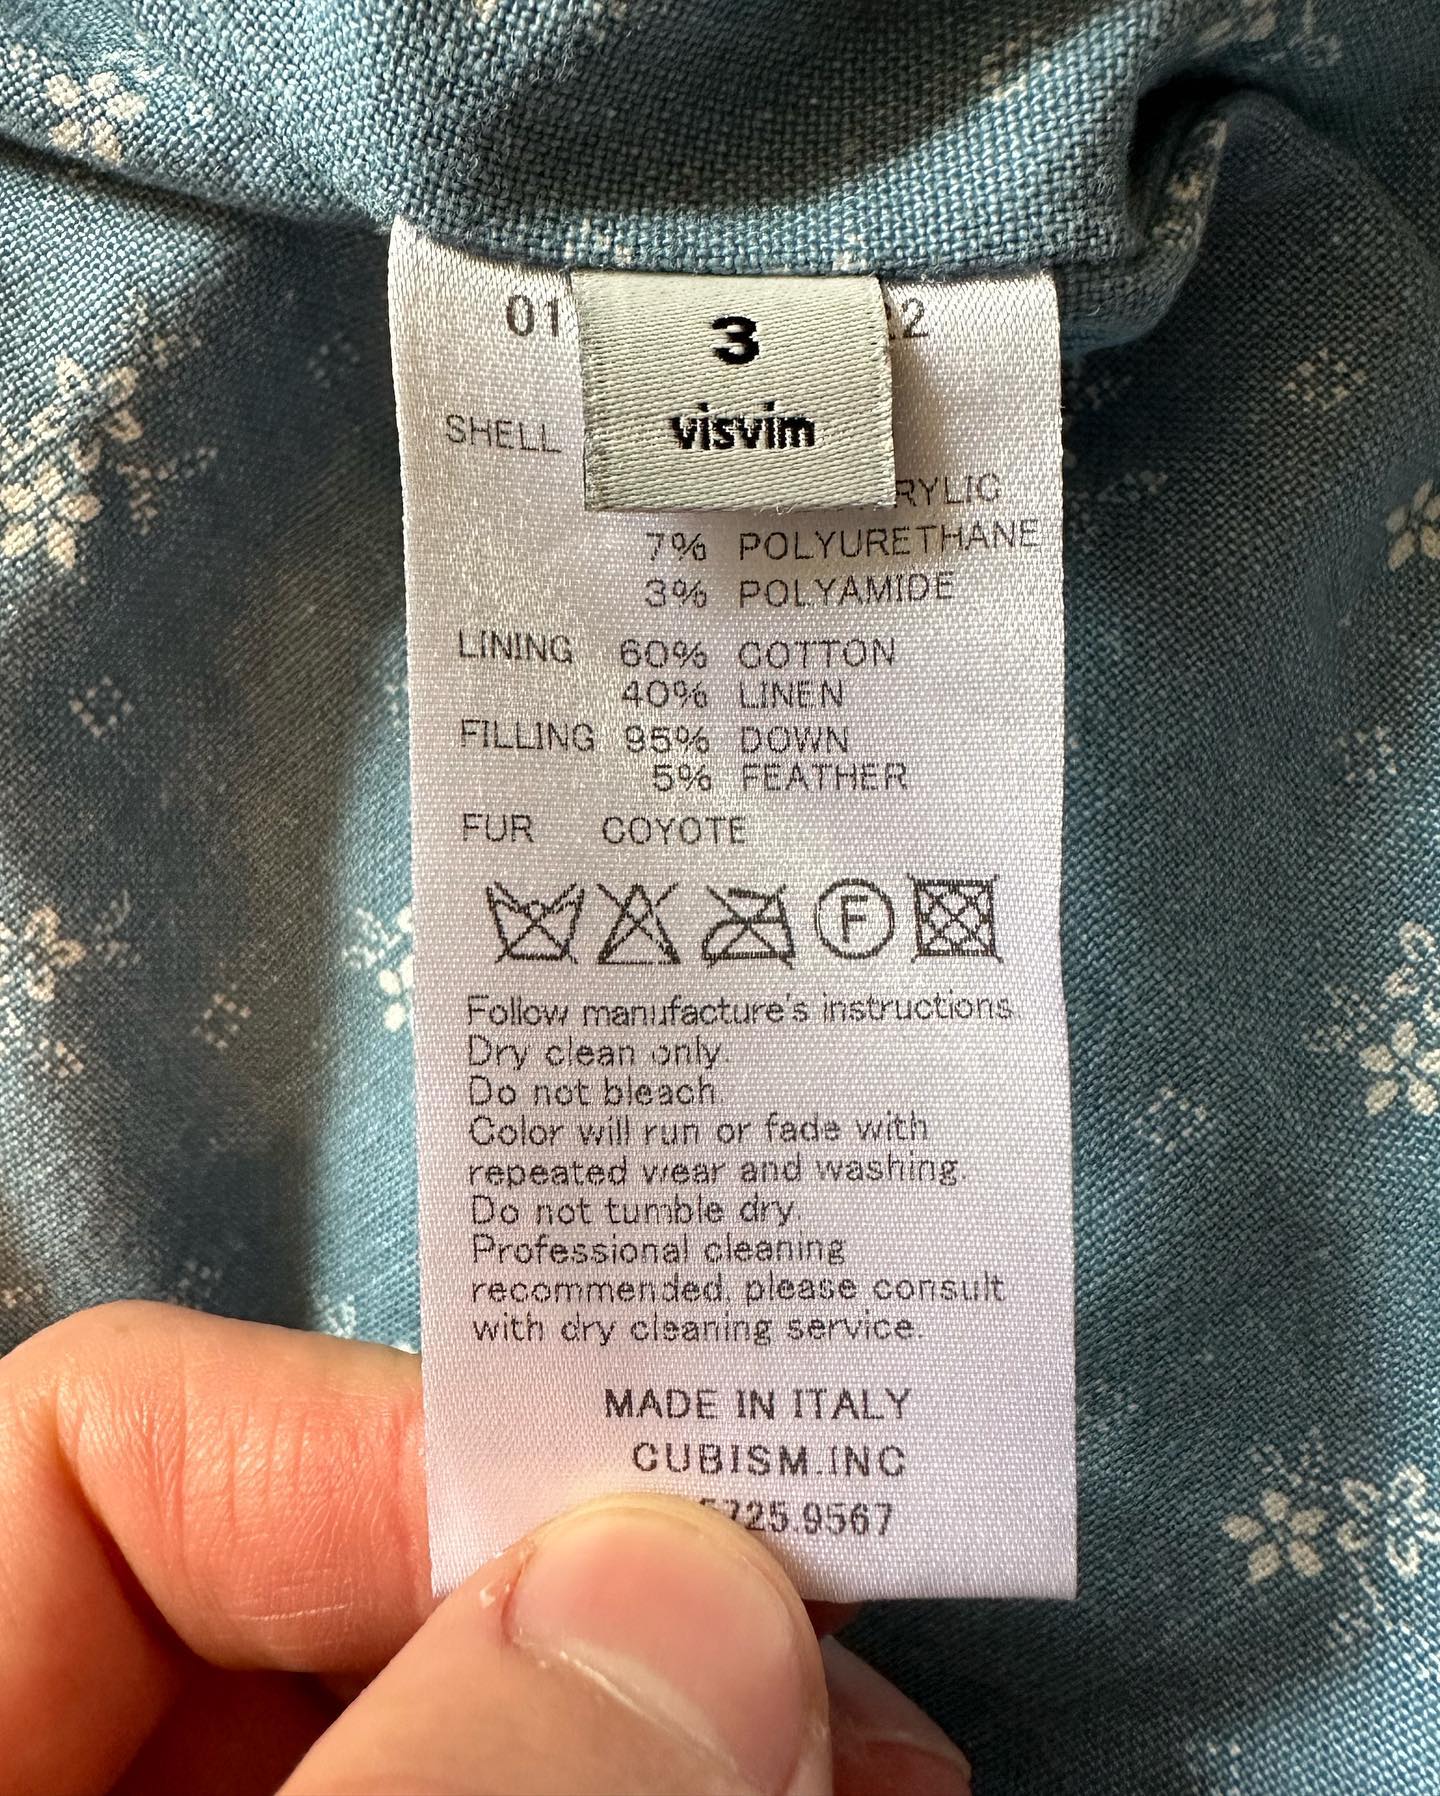 3
visvim
SHELL
7% POLYURETHANE
3% POLYAMIDE
LINING 60% COTTON
40% LINEN
FILLING 95% DOWN
5% FEATHER
FUR COYOTE
F
Follow manufacture's instructions
Dry clean only.
Do not bleach.
Color will run or fade with
repeated wear and washing.
Do not tumble dry.
Professional cleaning
recommended, please consult
with dry cleaning service.
MADE IN ITALY
CUBISM.INC